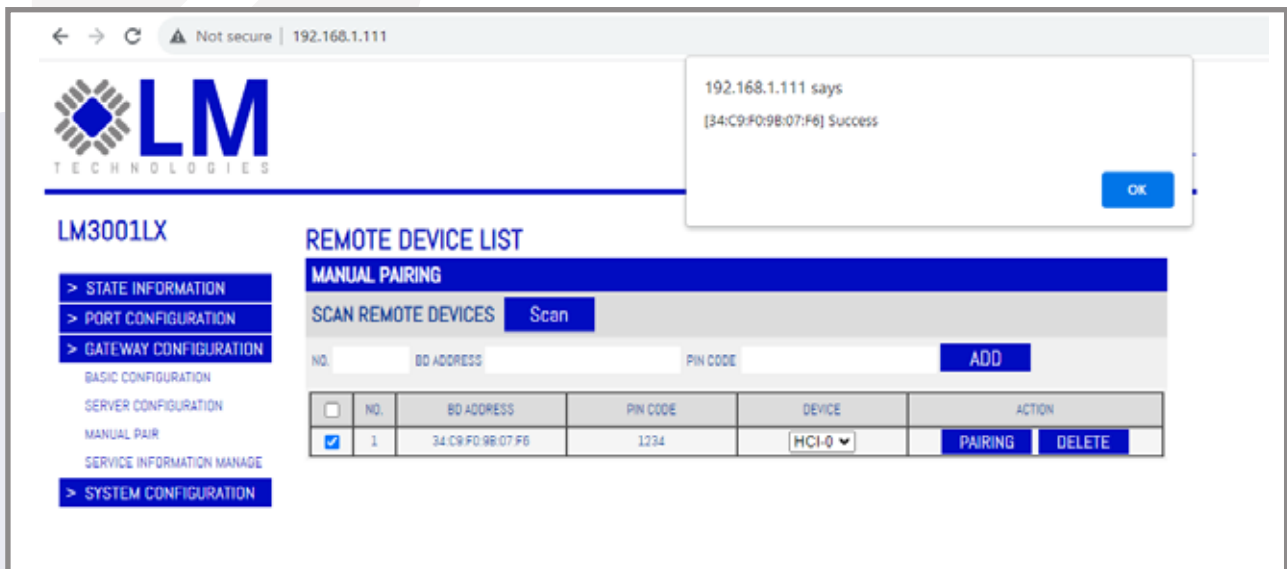 Not secure | 192.168.1.111
192.168.1.111 says
[34:C9:F0:9B:07:F6] Success
OK
LM
TECHNOLOGIES
LM3001LX
> STATE INFORMATION
> PORT CONFIGURATION
> GATEWAY CONFIGURATION
BASIC CONFIGURATION
SERVER CONFIGURATION
MANUAL PAIR
SERVICE INFORMATION MANAGE
> SYSTEM CONFIGURATION
REMOTE DEVICE LIST
MANUAL PAIRING
SCAN REMOTE DEVICES Scan
NO. BD ADDRESS PIN CODE ADD
NO. BD ADDRESS PIN CODE DEVICE ACTION
1 34:C9:F0:9B:07:F6 1234 HCI-0 PAIRING DELETE